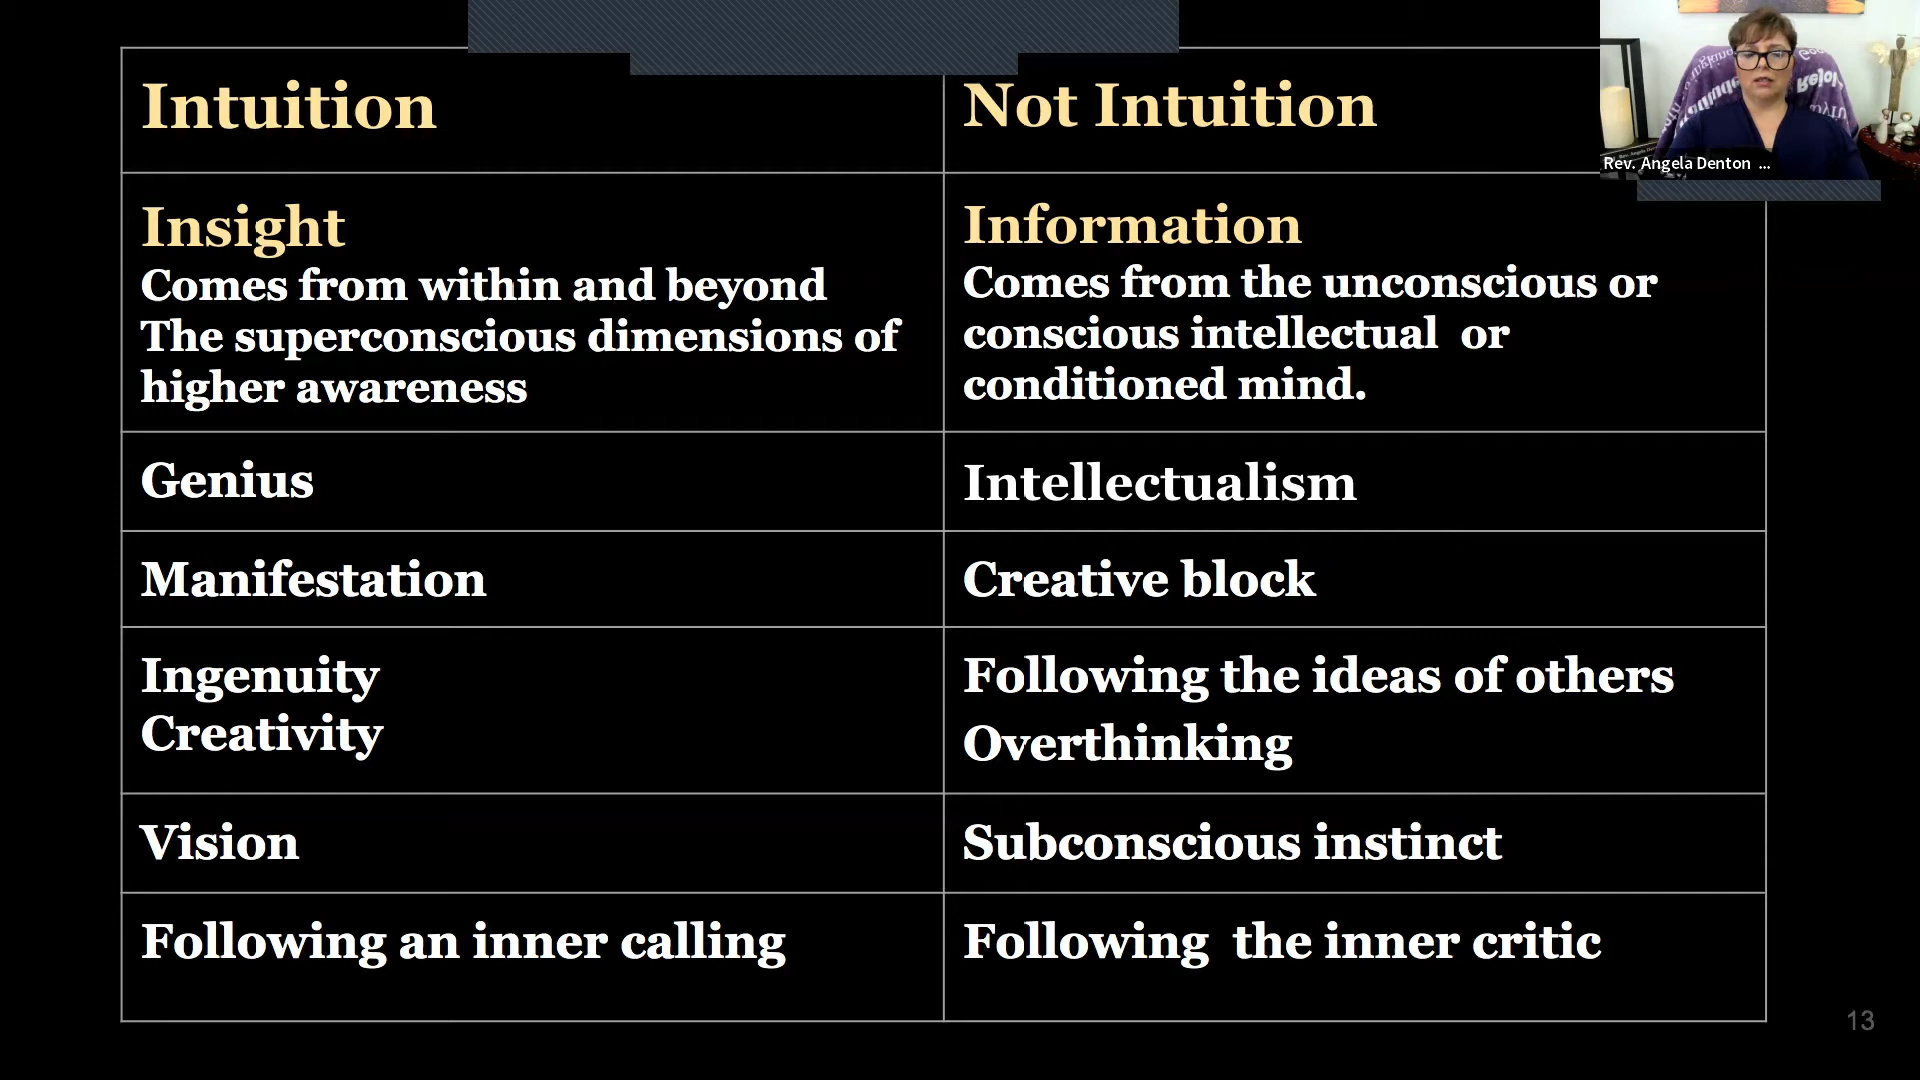 Intuition
Not Intuition
Rev. Angela Denton ...
Insight
Comes from within and beyond
The superconscious dimensions of
higher awareness
Information
Comes from the unconscious or
conscious intellectual or
conditioned mind.
Genius
Intellectualism
Manifestation
Creative block
Ingenuity
Creativity
Following the ideas of others
Overthinking
Vision
Subconscious instinct
Following an inner calling
Following the inner critic
13